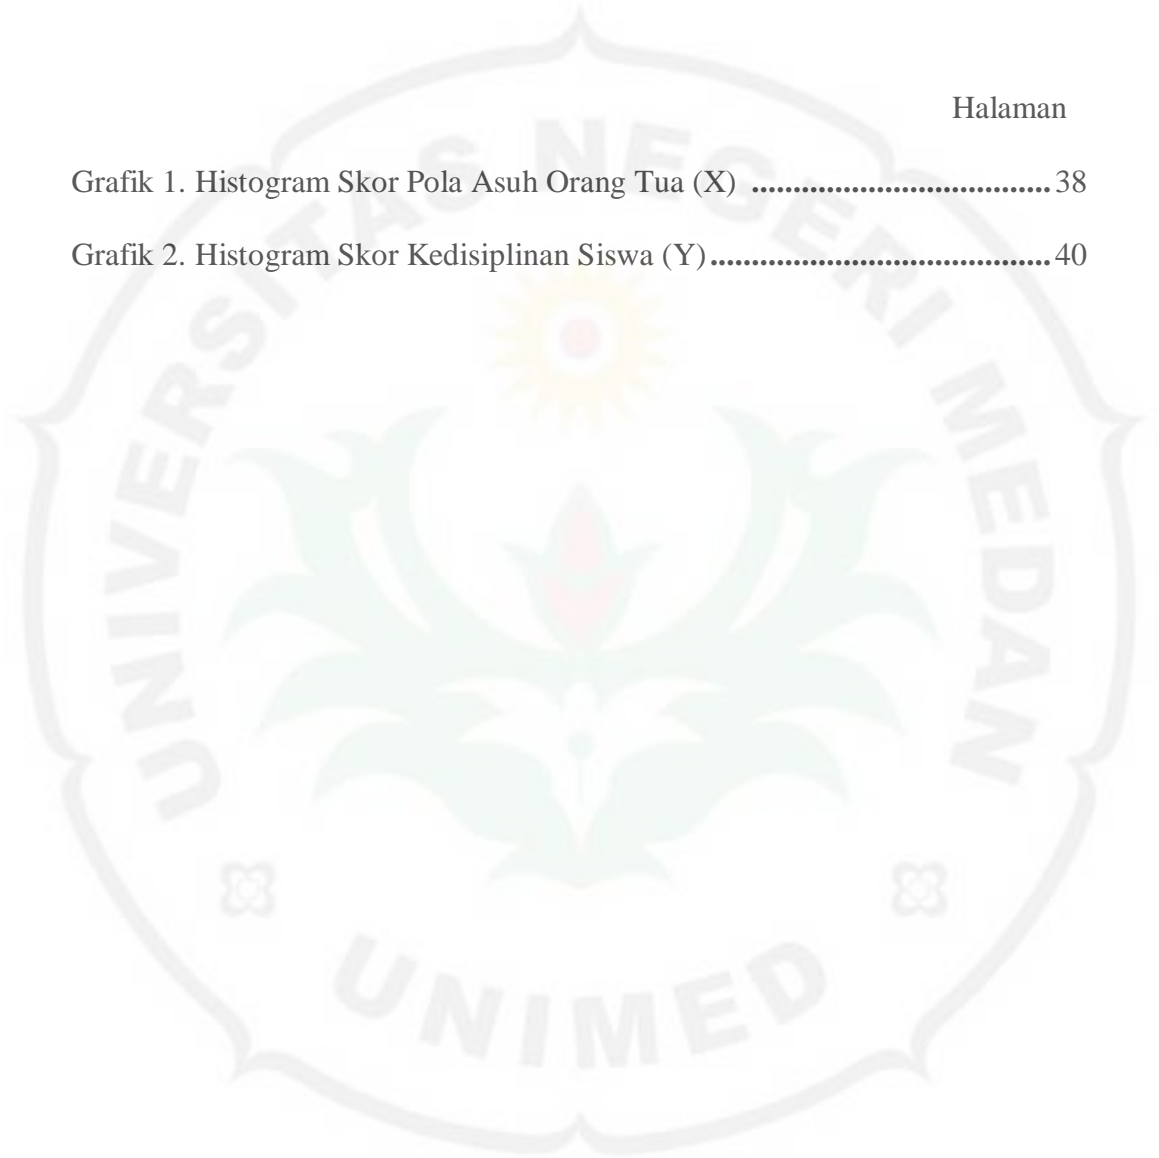 Halaman
Grafik 1. Histogram Skor Pola Asuh Orang Tua (X) ................................... 38
Grafik 2. Histogram Skor Kedisiplinan Siswa (Y) ........................................ 40
UNIVERSITAS NEGERI MEDAN
UNIMED